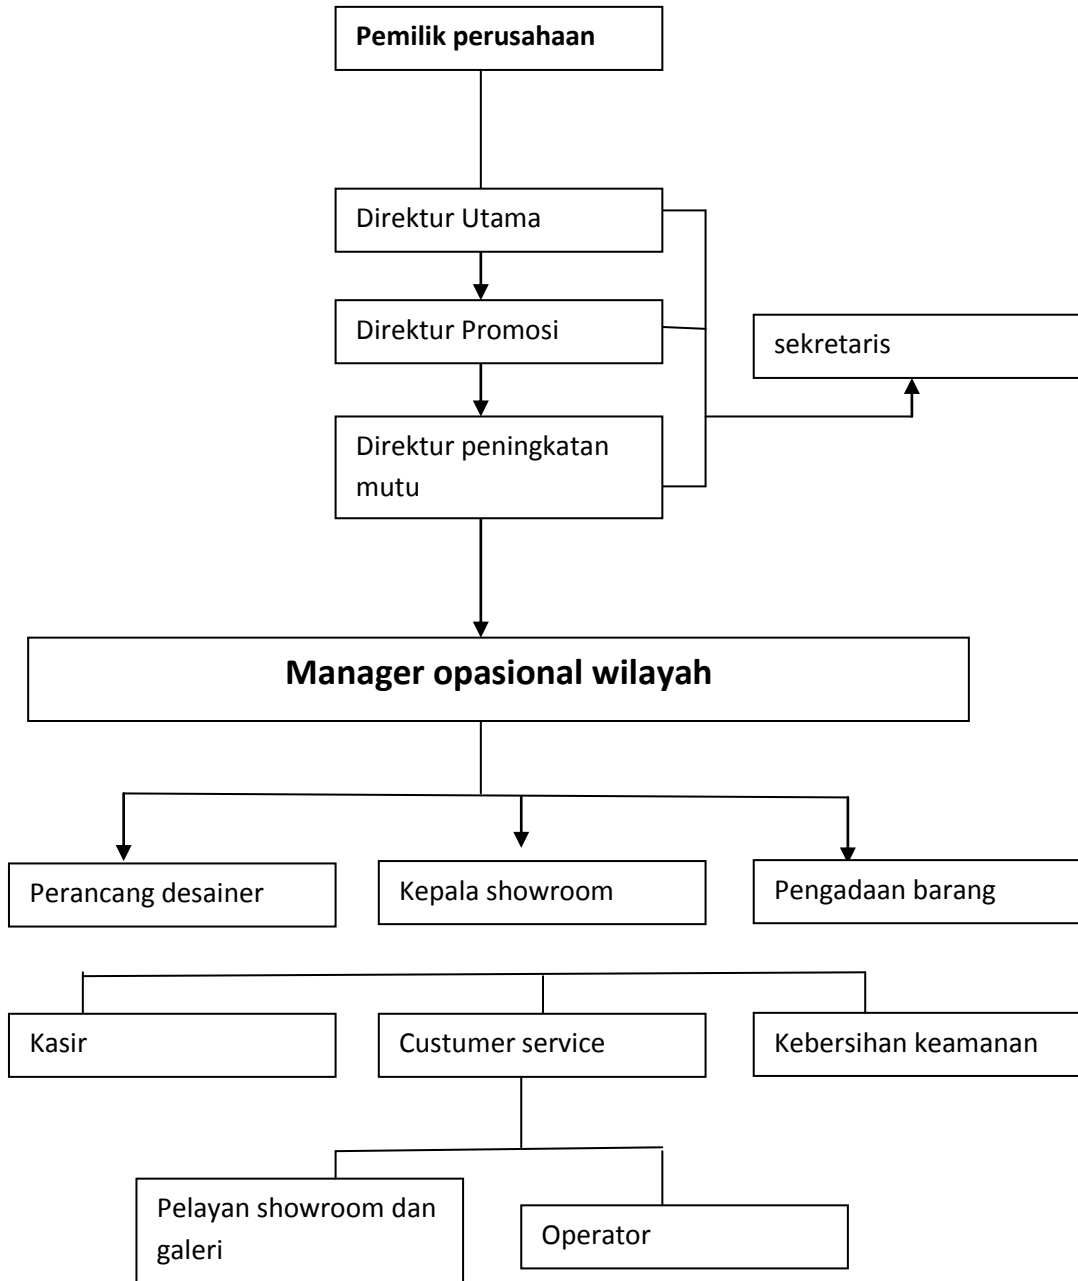 Pemilik perusahaan
Direktur Utama
Direktur Promosi
sekretaris
Direktur peningkatan
mutu
Manager opasional wilayah
Perancang desainer
Kepala showroom
Pengadaan barang
Kasir
Custumer service
Kebersihan keamanan
Pelayan showroom dan
galeri
Operator